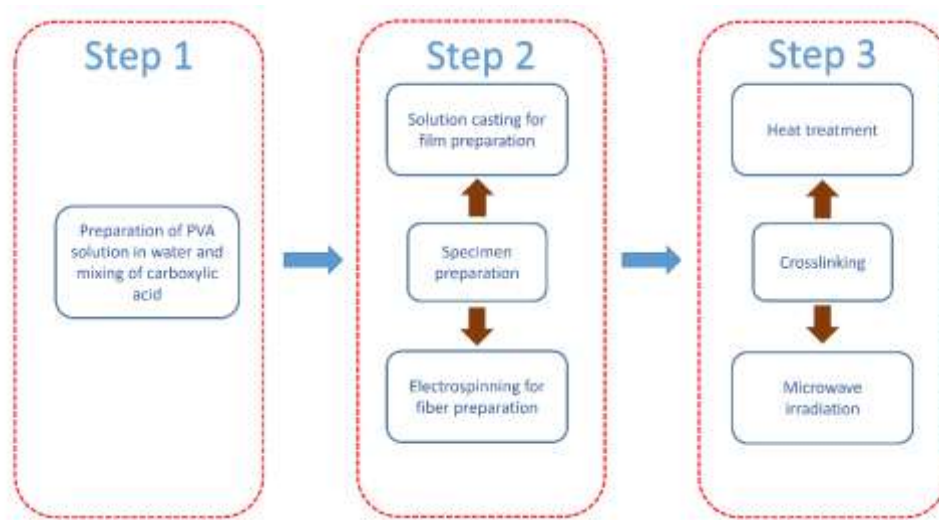 Step 1
Preparation of PVA
solution in water and
mixing of carboxylic
acid
Step 2
Solution casting for
film preparation
Specimen
preparation
Electrospinning for
fiber preparation
Step 3
Heat treatment
Crosslinking
Microwave
irradiation